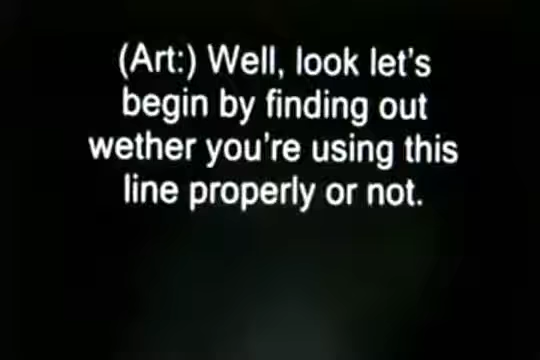 (Art:) Well, look let's
begin by finding out
wether you're using this
line properly or not.